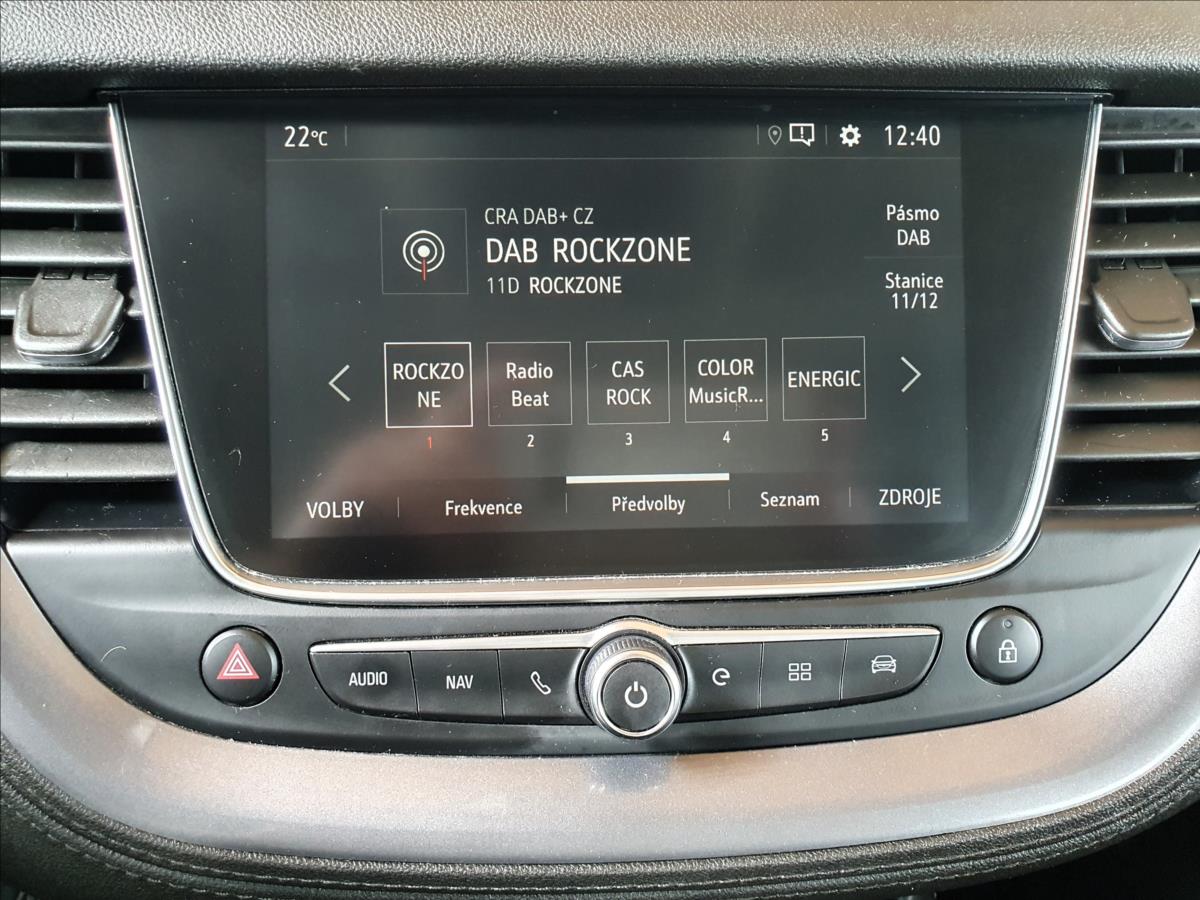 22°C
12:40
CRA DAB+ CZ
DAB ROCKZONE
11D ROCKZONE
Pásmo
DAB
Stanice
11/12
ROCKZO
NE
Radio
Beat
CAS
ROCK
COLOR
MusicR...
ENERGIC
1
2
3
4
5
VOLBY
Frekvence
Předvolby
Seznam
ZDROJE
AUDIO
NAV
e